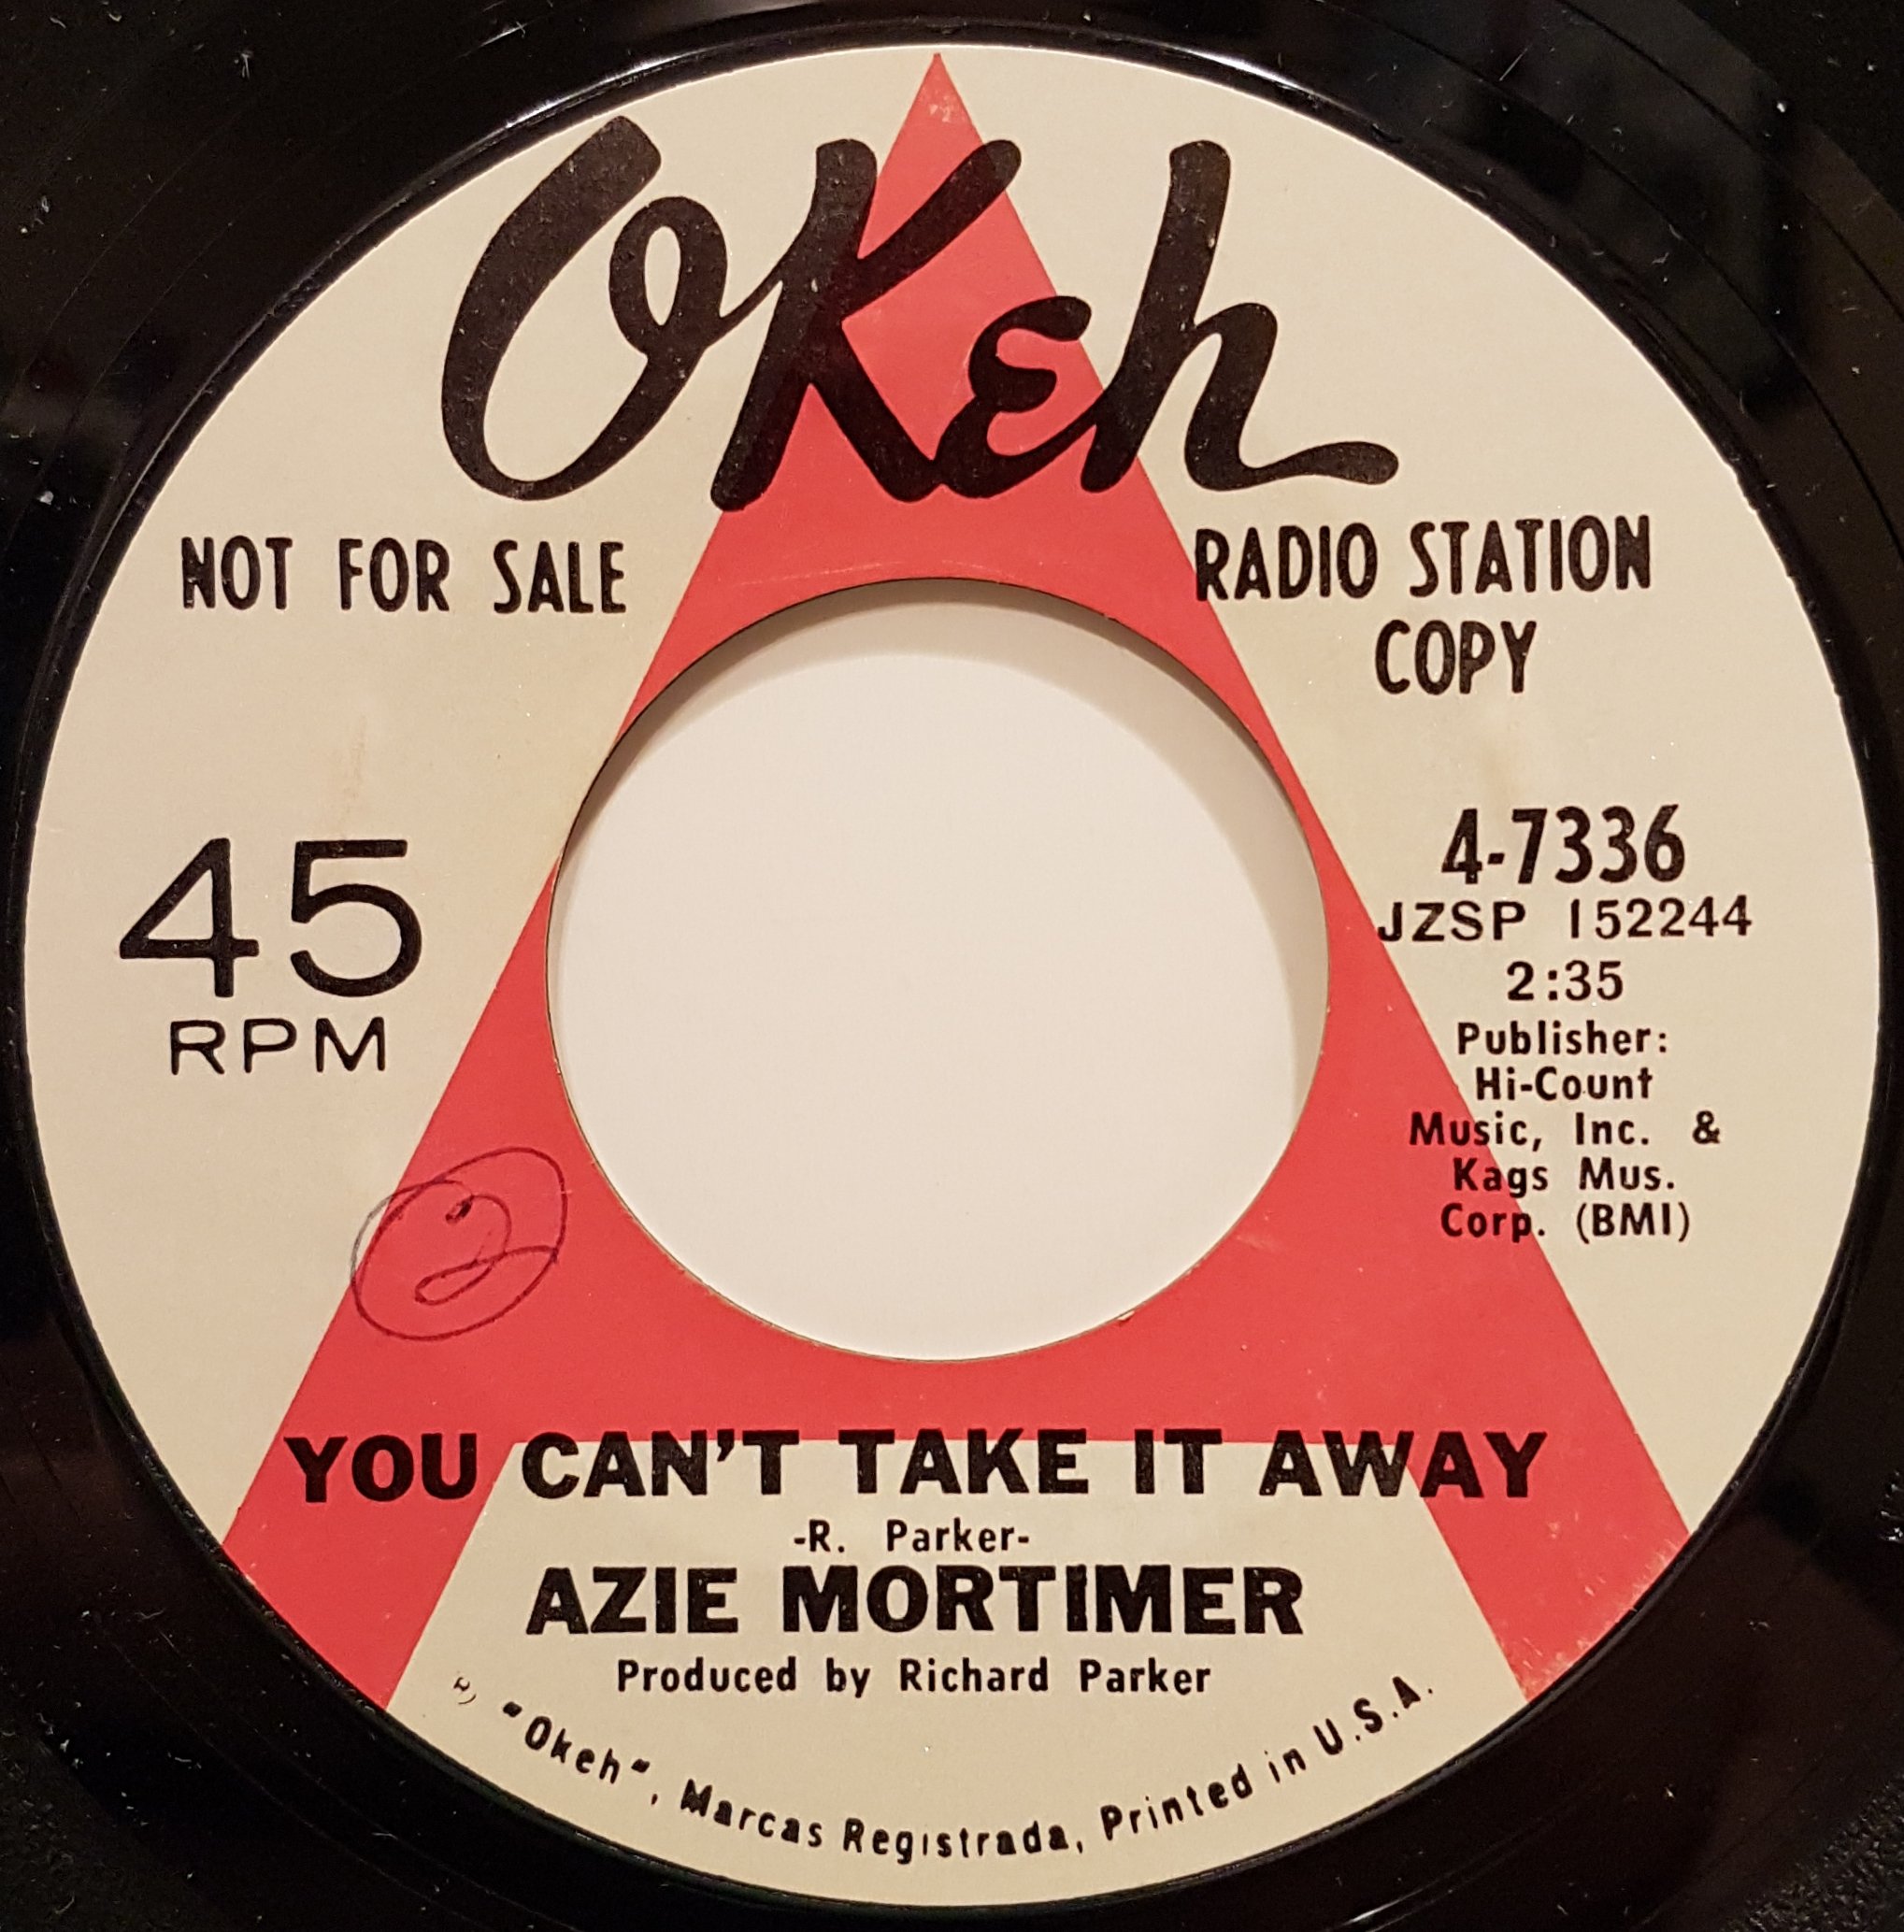 OKeh
NOT FOR SALE
RADIO STATION
COPY
45
RPM
4-7336
JZSP 152244
2:35
Publisher:
Hi-Count
Music, Inc. &
Kags Mus.
Corp. (BMI)
2
YOU CAN'T TAKE IT AWAY
-R. Parker-
AZIE MORTIMER
Produced by Richard Parker
"Okeh", Marcas Registrada, Printed in U.S.A.